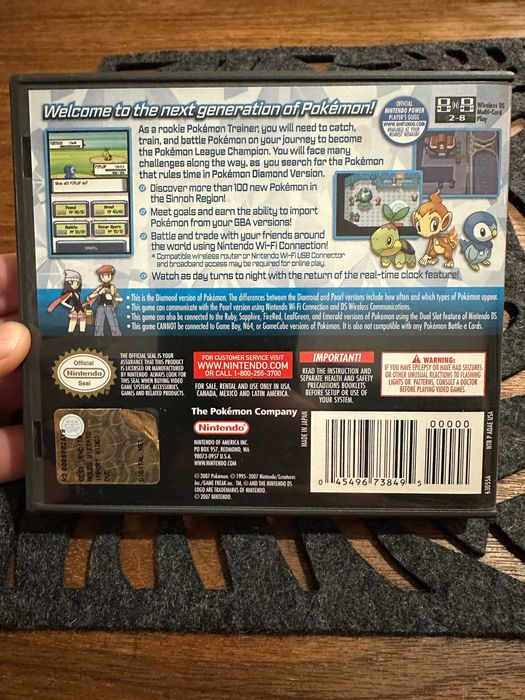 Welcome to the next generation of Pokémon!
As a rookie Pokémon Trainer, you will need to catch,
train, and battle Pokémon on your journey to become
the Pokémon League Champion. You will face many
challenges along the way, as you search for the Pokémon
that rules time in Pokémon Diamond Version.
Discover more than 100 new Pokémon in
the Sinnoh Region!
Meet goals and earn the ability to import
Pokémon from your GBA versions!
Battle and trade with your friends around
the world using Nintendo Wi-Fi Connection!
* Compatible wireless router or Nintendo Wi-Fi USB Connector
and broadband access may be required for online play.
Watch as day turns to night with the return of the real-time clock feature!
OFFICIAL
NINTENDO POWER
PLAYER'S GUIDE
AVAILABLE AT YOUR
NEAREST RETAILER!
WWW.NINTENDO.COM
2-8
Wireless DS
Multi-Card
Play
• This is the Diamond version of Pokémon. The differences between the Diamond and Pearl versions include how often and which types of Pokémon appear.
• This game can communicate with the Pearl version using Nintendo Wi-Fi Connection and DS Wireless Communications.
• This game can also be connected to the Ruby, Sapphire, FireRed, LeafGreen, and Emerald versions of Pokémon using the Dual Slot feature of Nintendo DS.
• This game CANNOT be connected to Game Boy, N64, or GameCube versions of Pokémon. It is also not compatible with any Pokémon Battle-e Cards.
Official
Nintendo
Seal
THE OFFICIAL SEAL IS YOUR
ASSURANCE THAT THIS PRODUCT
IS LICENSED OR MANUFACTURED
BY NINTENDO. ALWAYS LOOK FOR
THIS SEAL WHEN BUYING VIDEO
GAME SYSTEMS, ACCESSORIES,
GAMES AND RELATED PRODUCTS.
FOR CUSTOMER SERVICE VISIT
WWW.NINTENDO.COM
OR CALL 1-800-255-3700
FOR SALE, RENTAL AND USE ONLY IN USA,
CANADA, MEXICO AND LATIN AMERICA.
IMPORTANT!
READ THE INSTRUCTION AND
SEPARATE HEALTH AND SAFETY
PRECAUTIONS BOOKLETS
BEFORE SETUP OR USE OF
YOUR SYSTEM.
WARNING:
IF YOU HAVE EPILEPSY OR HAVE HAD SEIZURES
OR OTHER UNUSUAL REACTIONS TO FLASHING
LIGHTS OR PATTERNS, CONSULT A DOCTOR
BEFORE PLAYING VIDEO GAMES.
The Pokémon Company
Nintendo
NINTENDO OF AMERICA INC.
PO BOX 957, REDMOND, WA
98073-0957 U.S.A.
WWW.NINTENDO.COM
© 2007 Pokémon. © 1995-2007 Nintendo/Creatures
Inc./GAME FREAK inc. TM, ® AND THE NINTENDO DS
LOGO ARE TRADEMARKS OF NINTENDO.
© 2007 NINTENDO.
MADE IN JAPAN
00000
0 45496 73849 5
NTR P ADAE USA
63055A